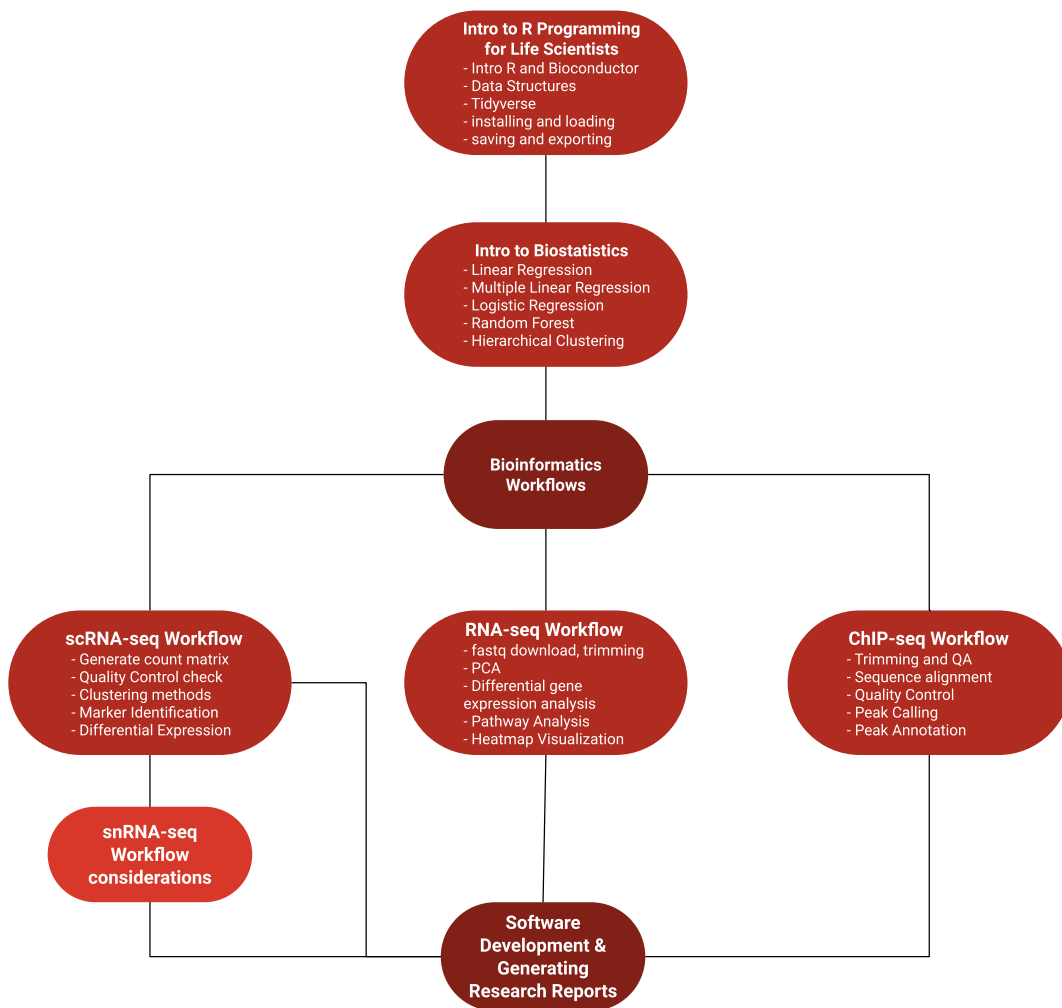 Intro to R Programming
for Life Scientists
- Intro R and Bioconductor
- Data Structures
- Tidyverse
- installing and loading
- saving and exporting
Intro to Biostatistics
- Linear Regression
- Multiple Linear Regression
- Logistic Regression
- Random Forest
- Hierarchical Clustering
Bioinformatics
Workflows
scRNA-seq Workflow
- Generate count matrix
- Quality Control check
- Clustering methods
- Marker Identification
- Differential Expression
RNA-seq Workflow
- fastq download, trimming
- PCA
- Differential gene
expression analysis
- Pathway Analysis
- Heatmap Visualization
ChIP-seq Workflow
- Trimming and QA
- Sequence alignment
- Quality Control
- Peak Calling
- Peak Annotation
snRNA-seq
Workflow
considerations
Software
Development &
Generating
Research Reports